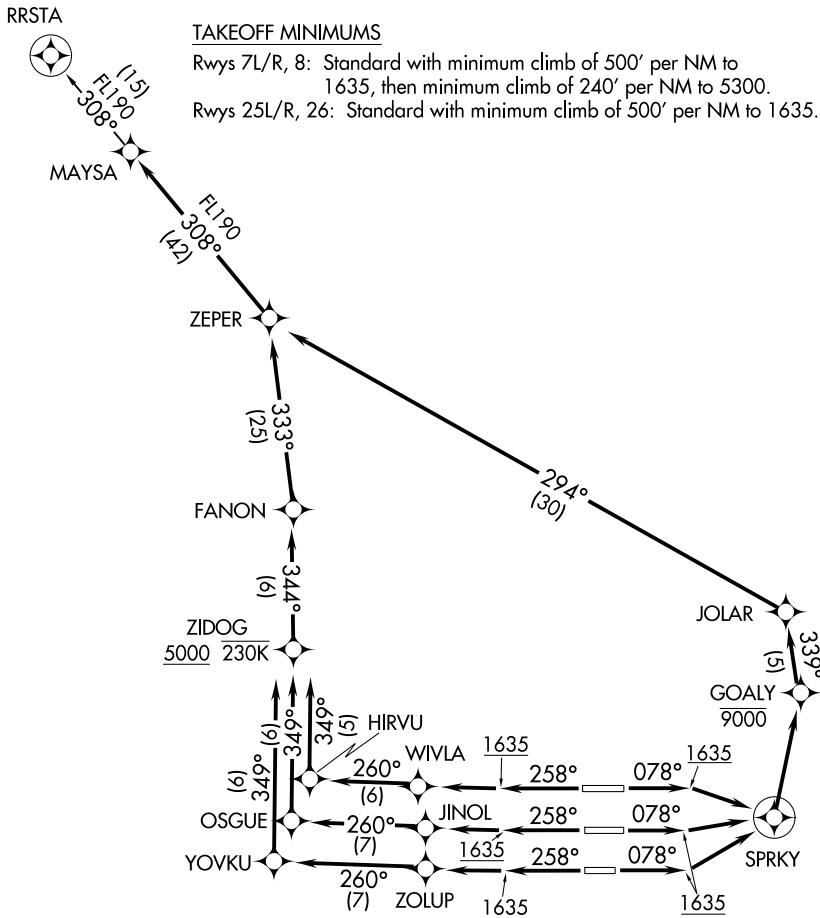 RRSTA
TAKEOFF MINIMUMS
Rwys 7L/R, 8: Standard with minimum climb of 500' per NM to
1635, then minimum climb of 240' per NM to 5300.
Rwys 25L/R, 26: Standard with minimum climb of 500' per NM to 1635.
(15)
FL190
308°
MAYSA
FL190
308°
(42)
ZEPER
333°
(25)
294°
(30)
FANON
344°
(6)
ZIDOG
5000 230K
JOLAR
339°
(5)
GOALY
9000
349°
(6)
349°
(6)
349°
(5)
HIRVU
WIVLA
1635
1635
260°
(6)
258°
078°
OSGUE
JINOL
260°
(7)
1635
258°
078°
SPRKY
YOVKU
260°
(7)
ZOLUP
258°
078°
1635
1635